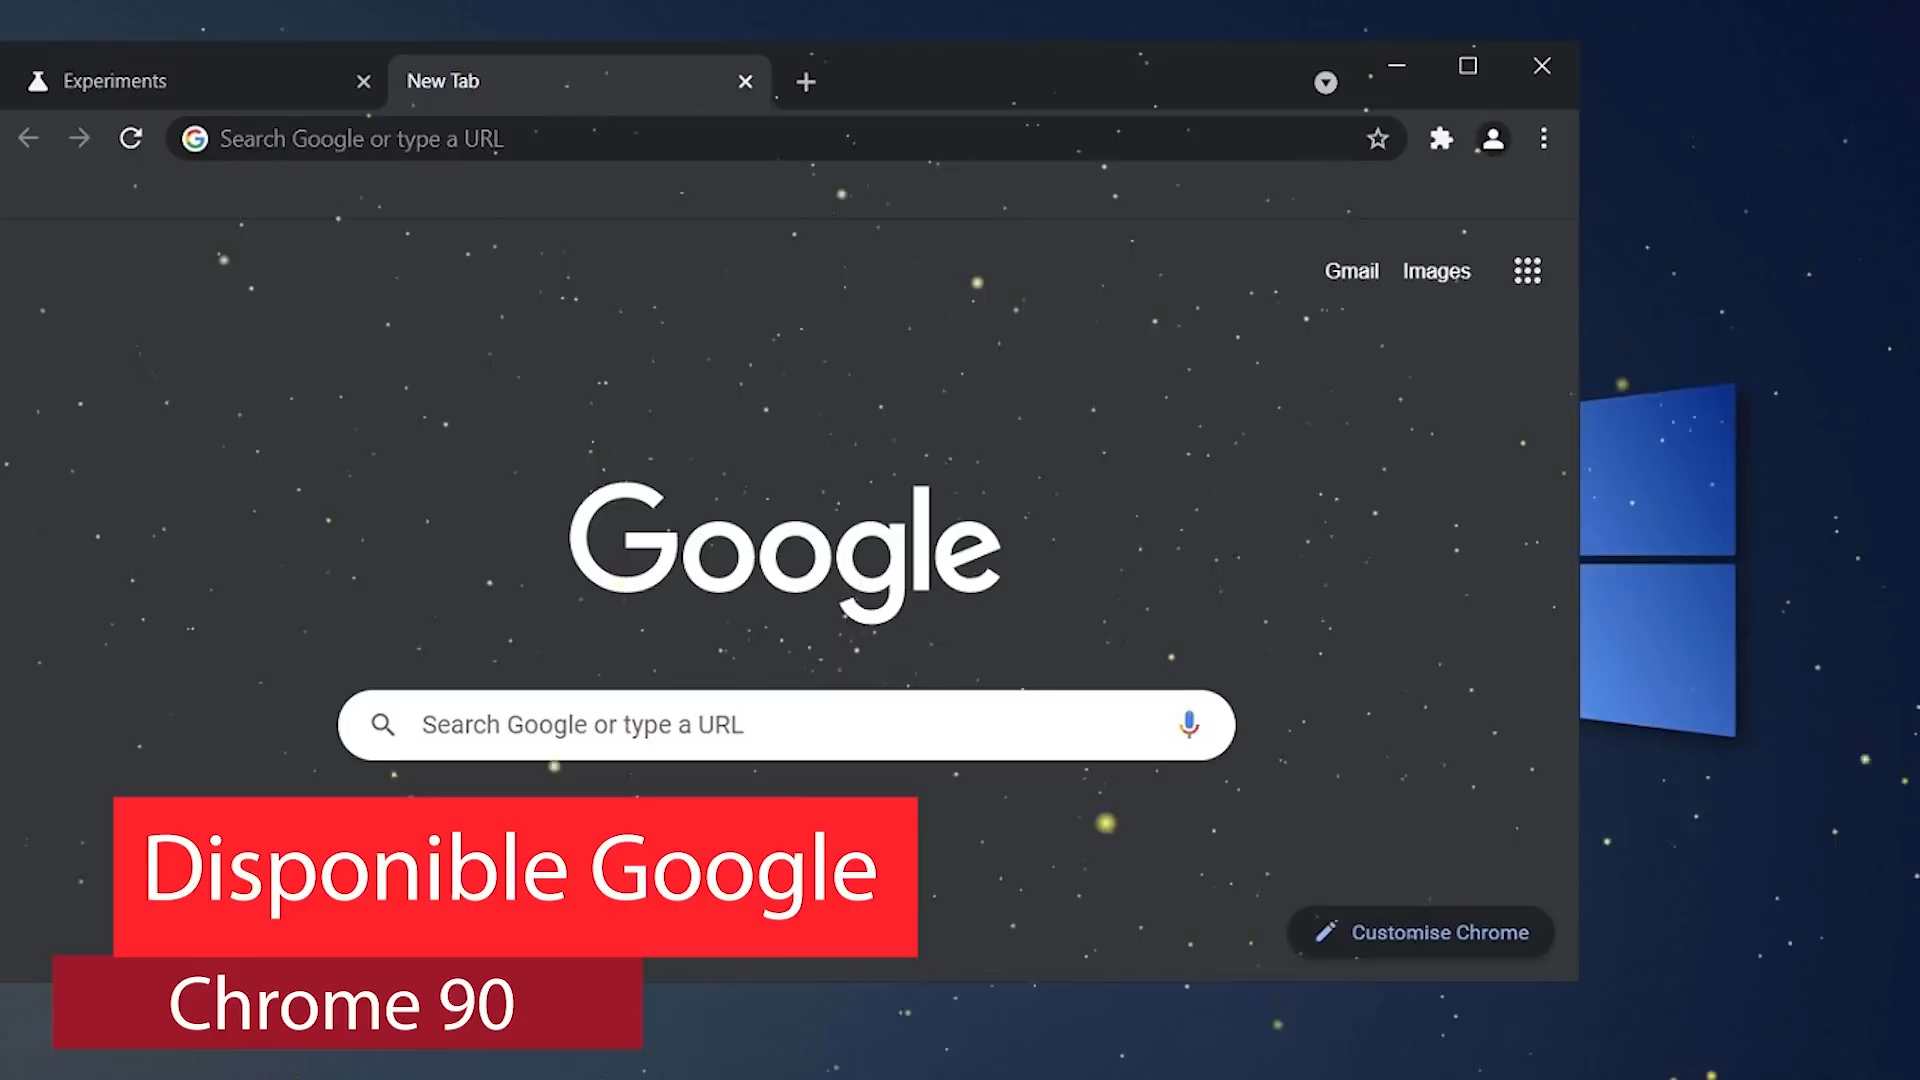 Experiments
New Tab
Search Google or type a URL
Gmail Images
Google
Search Google or type a URL
Disponible Google
Customise Chrome
Chrome 90